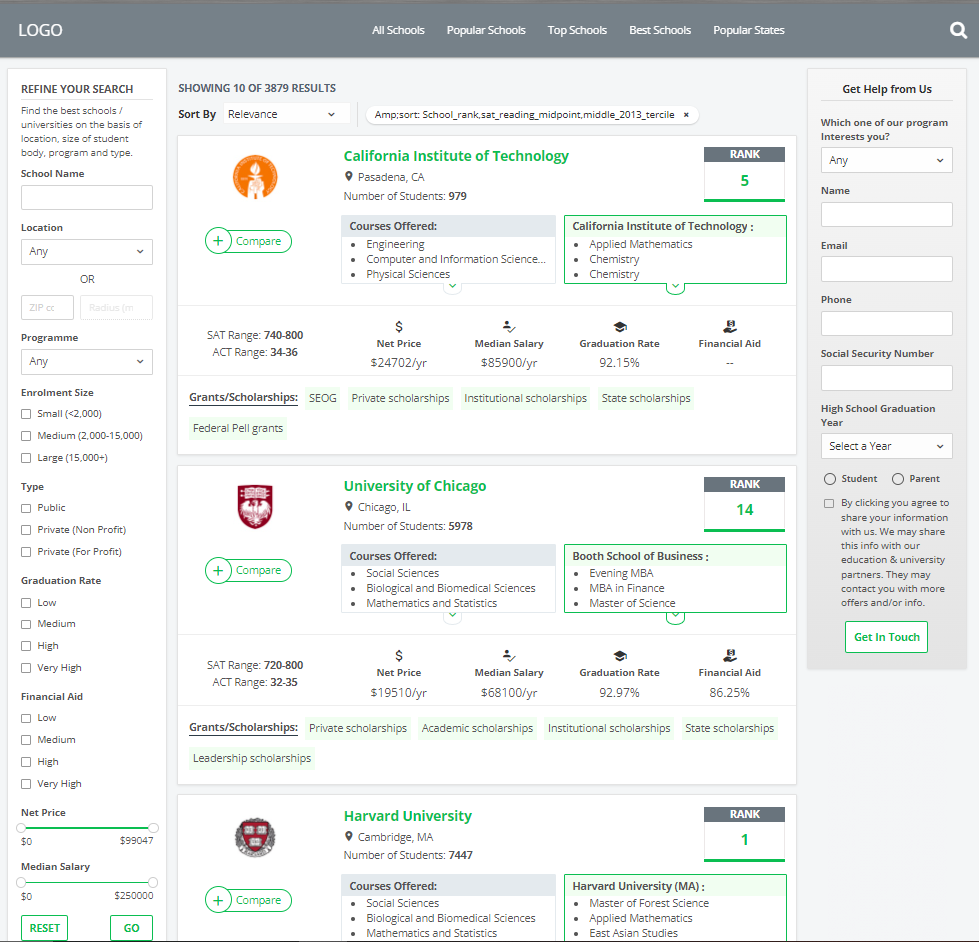 LOGO
All Schools Popular Schools Top Schools Best Schools Popular States
REFINE YOUR SEARCH
Find the best schools /
universities on the basis of
location, size of student
body, program and type.
School Name
Location
Any
OR
ZIP cc Radius (m
Programme
Any
Enrolment Size
Small (<2,000)
Medium (2,000-15,000)
Large (15,000+)
Type
Public
Private (Non Profit)
Private (For Profit)
Graduation Rate
Low
Medium
High
Very High
Financial Aid
Low
Medium
High
Very High
Net Price
$0 $99047
Median Salary
$0 $250000
RESET GO
SHOWING 10 OF 3879 RESULTS
Sort By Relevance Amp;sort: School_rank,sat_reading_midpoint,middle_2013_tercile ×
California Institute of Technology
Pasadena, CA
Number of Students: 979
RANK
5
+ Compare
Courses Offered:
Engineering
Computer and Information Science...
Physical Sciences
California Institute of Technology :
Applied Mathematics
Chemistry
Chemistry
SAT Range: 740-800
ACT Range: 34-36
$
Net Price
$24702/yr
Median Salary
$85900/yr
Graduation Rate
92.15%
Financial Aid
--
Grants/Scholarships: SEOG Private scholarships Institutional scholarships State scholarships
Federal Pell grants
University of Chicago
Chicago, IL
Number of Students: 5978
RANK
14
+ Compare
Courses Offered:
Social Sciences
Biological and Biomedical Sciences
Mathematics and Statistics
Booth School of Business :
Evening MBA
MBA in Finance
Master of Science
SAT Range: 720-800
ACT Range: 32-35
$
Net Price
$19510/yr
Median Salary
$68100/yr
Graduation Rate
92.97%
Financial Aid
86.25%
Grants/Scholarships: Private scholarships Academic scholarships Institutional scholarships State scholarships
Leadership scholarships
Harvard University
Cambridge, MA
Number of Students: 7447
RANK
1
+ Compare
Courses Offered:
Social Sciences
Biological and Biomedical Sciences
Mathematics and Statistics
Harvard University (MA) :
Master of Forest Science
Applied Mathematics
East Asian Studies
Get Help from Us
Which one of our program
Interests you?
Any
Name
Email
Phone
Social Security Number
High School Graduation
Year
Select a Year
Student Parent
By clicking you agree to
share your information
with us. We may share
this info with our
education & university
partners. They may
contact you with more
offers and/or info.
Get In Touch